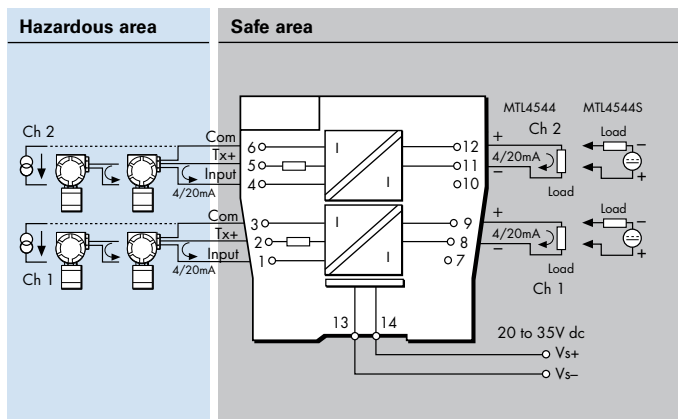 Hazardous area
Safe area
MTL4544
MTL4544S
Ch 2
Com
Tx+
Input
4/20mA
6
5
4
I
I
12
11
10
+
4/20mA
–
Ch 2
Load
Load
–
+
Ch 1
Com
Tx+
Input
4/20mA
3
2
1
I
I
9
8
7
+
4/20mA
–
Load
Ch 1
Load
–
+
13
14
20 to 35V dc
Vs+
Vs–